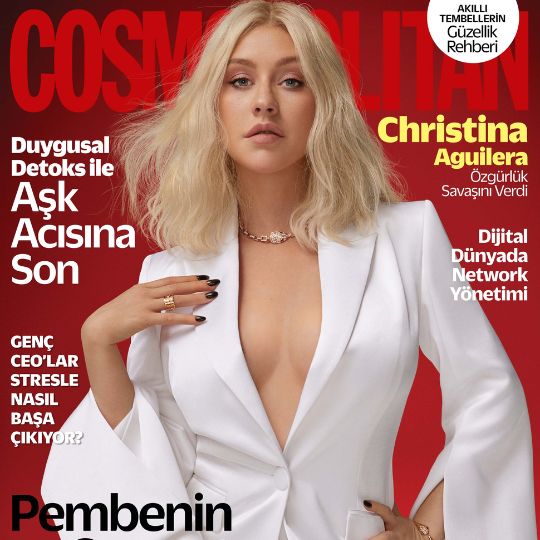 COSMOPOLITAN
AKILLI
TEMBELLERİN
Güzellik
Rehberi
Duygusal
Detoks ile
Aşk
Acısına
Son
Christina
Aguilera
Özgürlük
Savaşını Verdi
Dijital
Dünyada
Network
Yönetimi
GENÇ
CEO'LAR
STRESLE
NASIL
BAŞA
ÇIKIYOR?
Pembenin